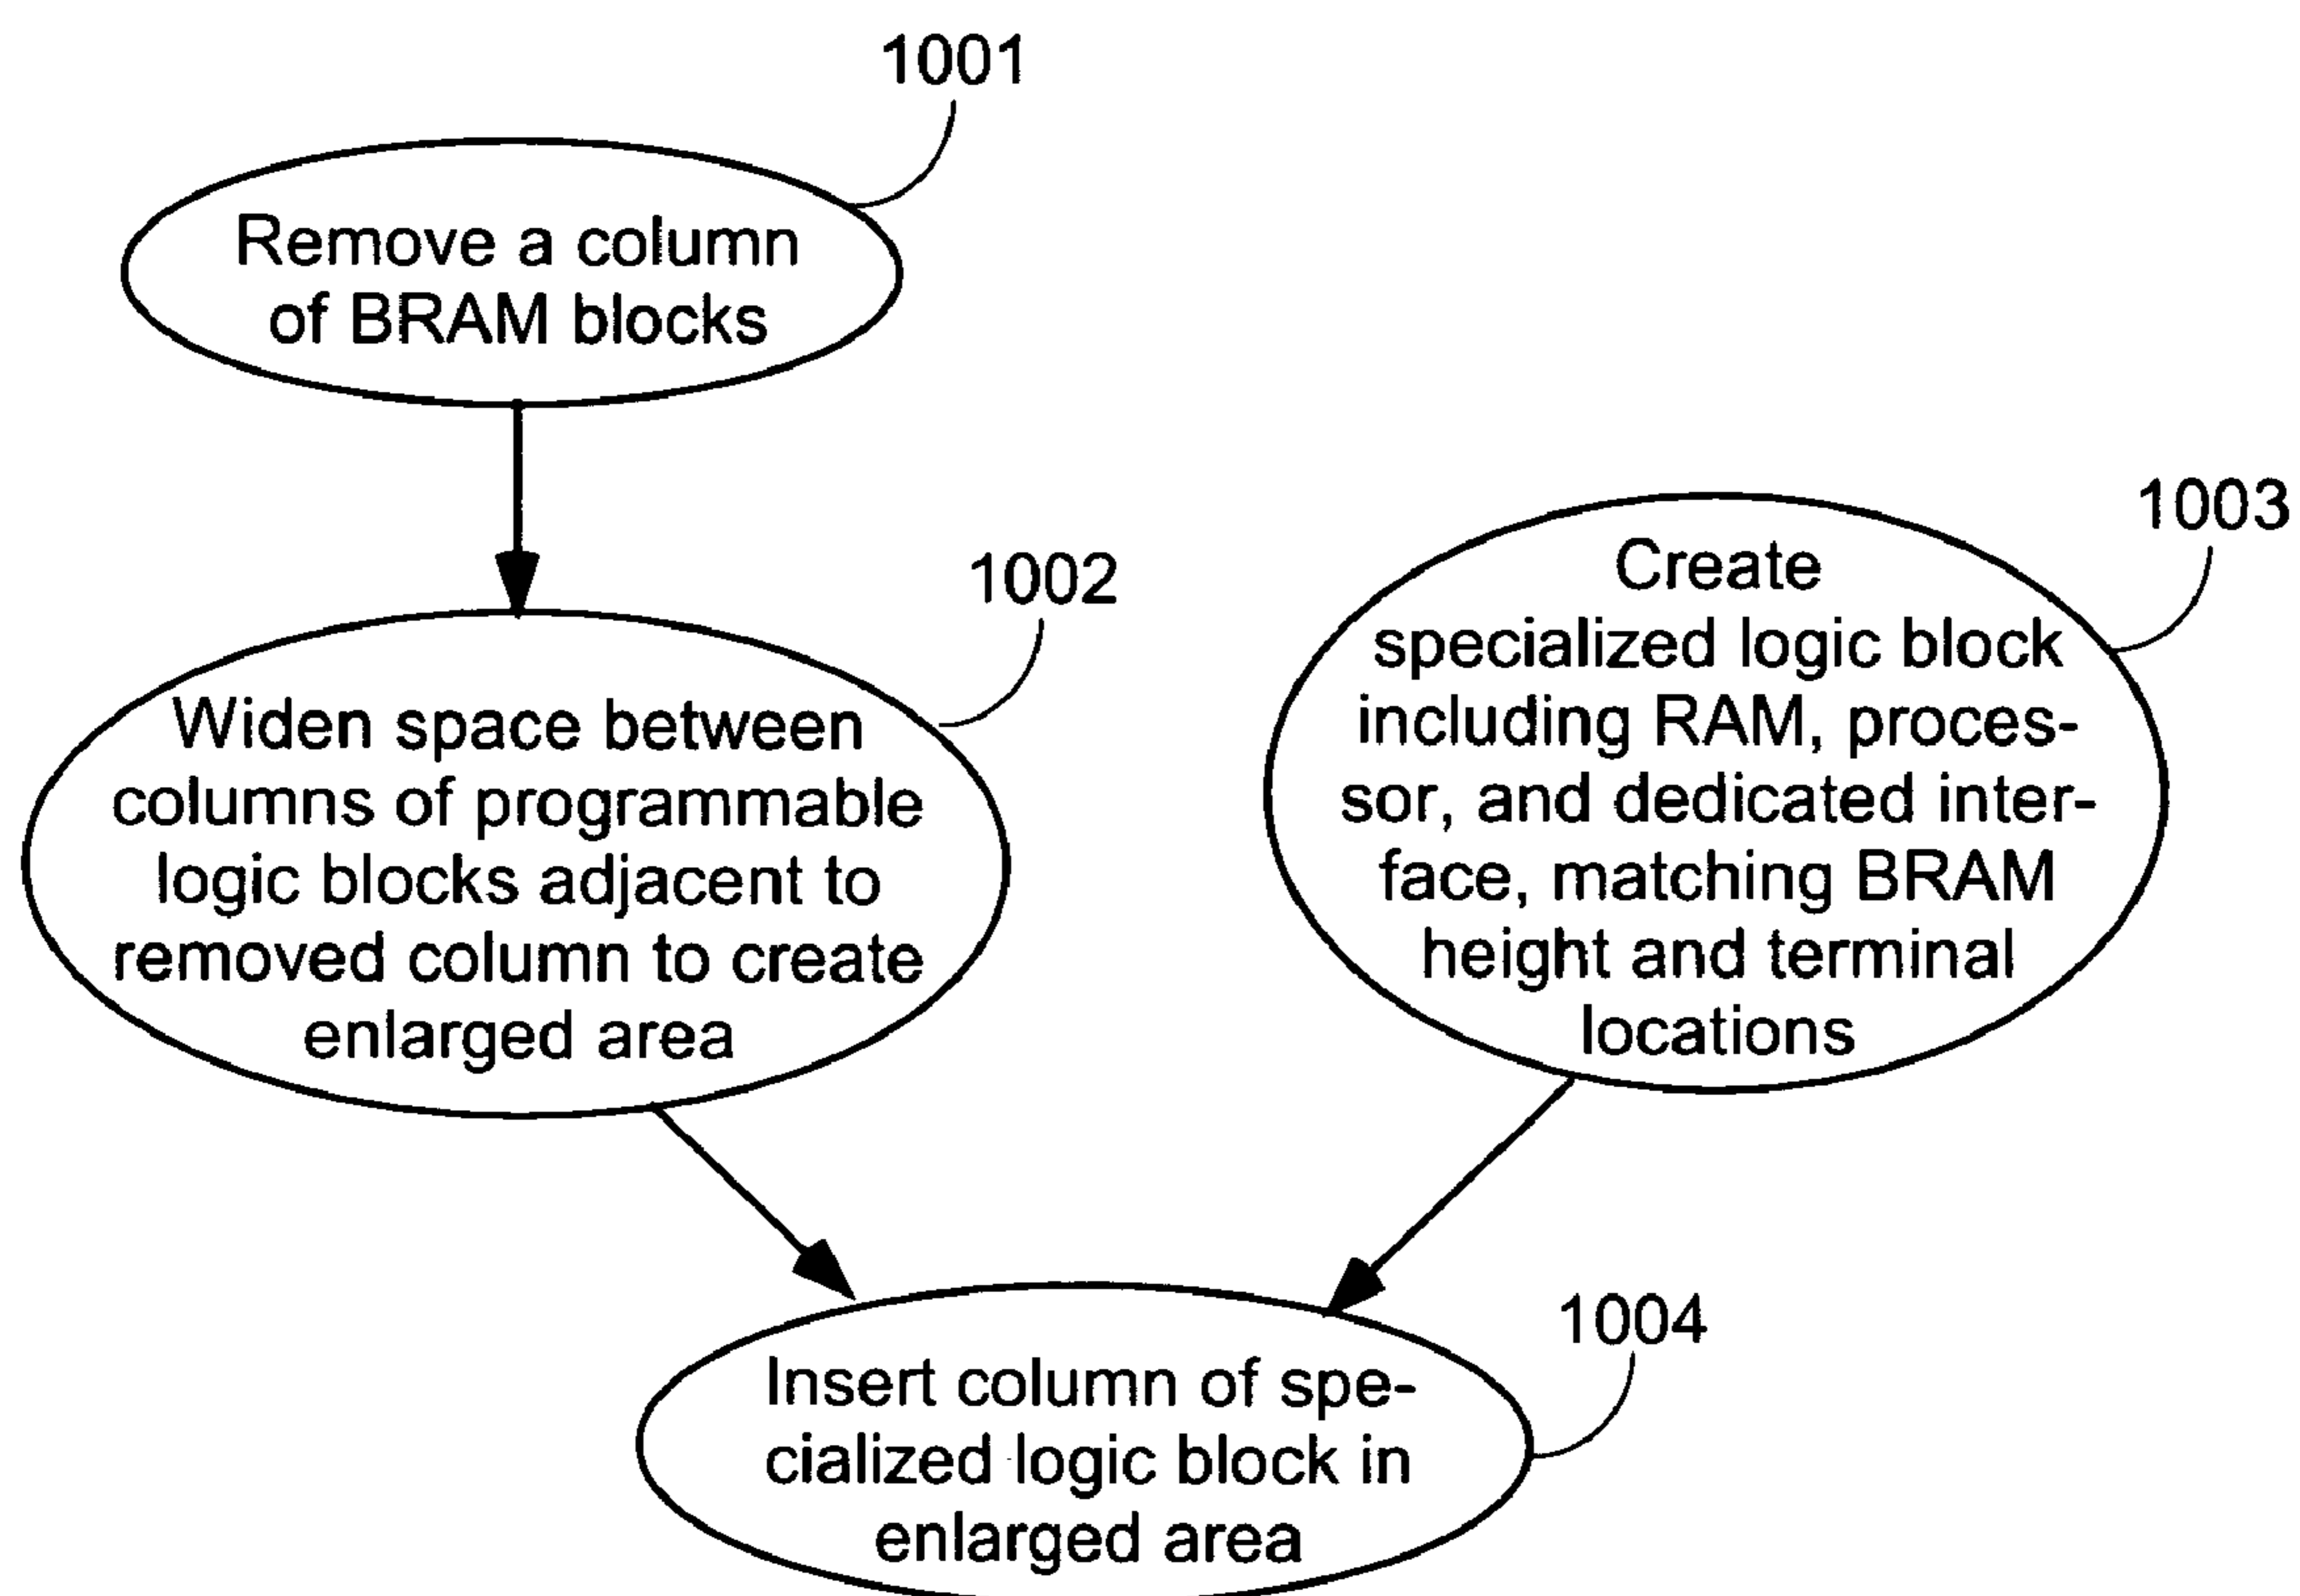 1001
Remove a column
of BRAM blocks
1002
Widen space between
columns of programmable
logic blocks adjacent to
removed column to create
enlarged area
1003
Create
specialized logic block
including RAM, proces-
sor, and dedicated inter-
face, matching BRAM
height and terminal
locations
1004
Insert column of spe-
cialized logic block in
enlarged area